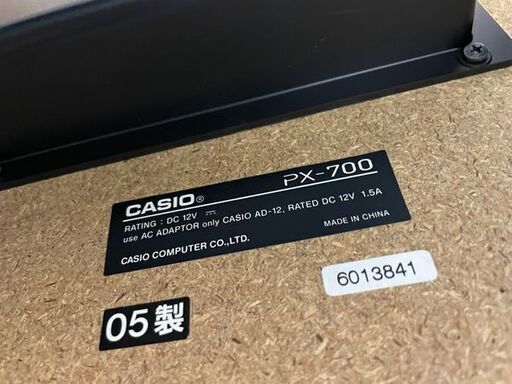 CASIO® PX-700
RATING : DC 12V ⎓
use AC ADAPTOR only CASIO AD-12, RATED DC 12V 1.5A
CASIO COMPUTER CO.,LTD. MADE IN CHINA
6013841
05製